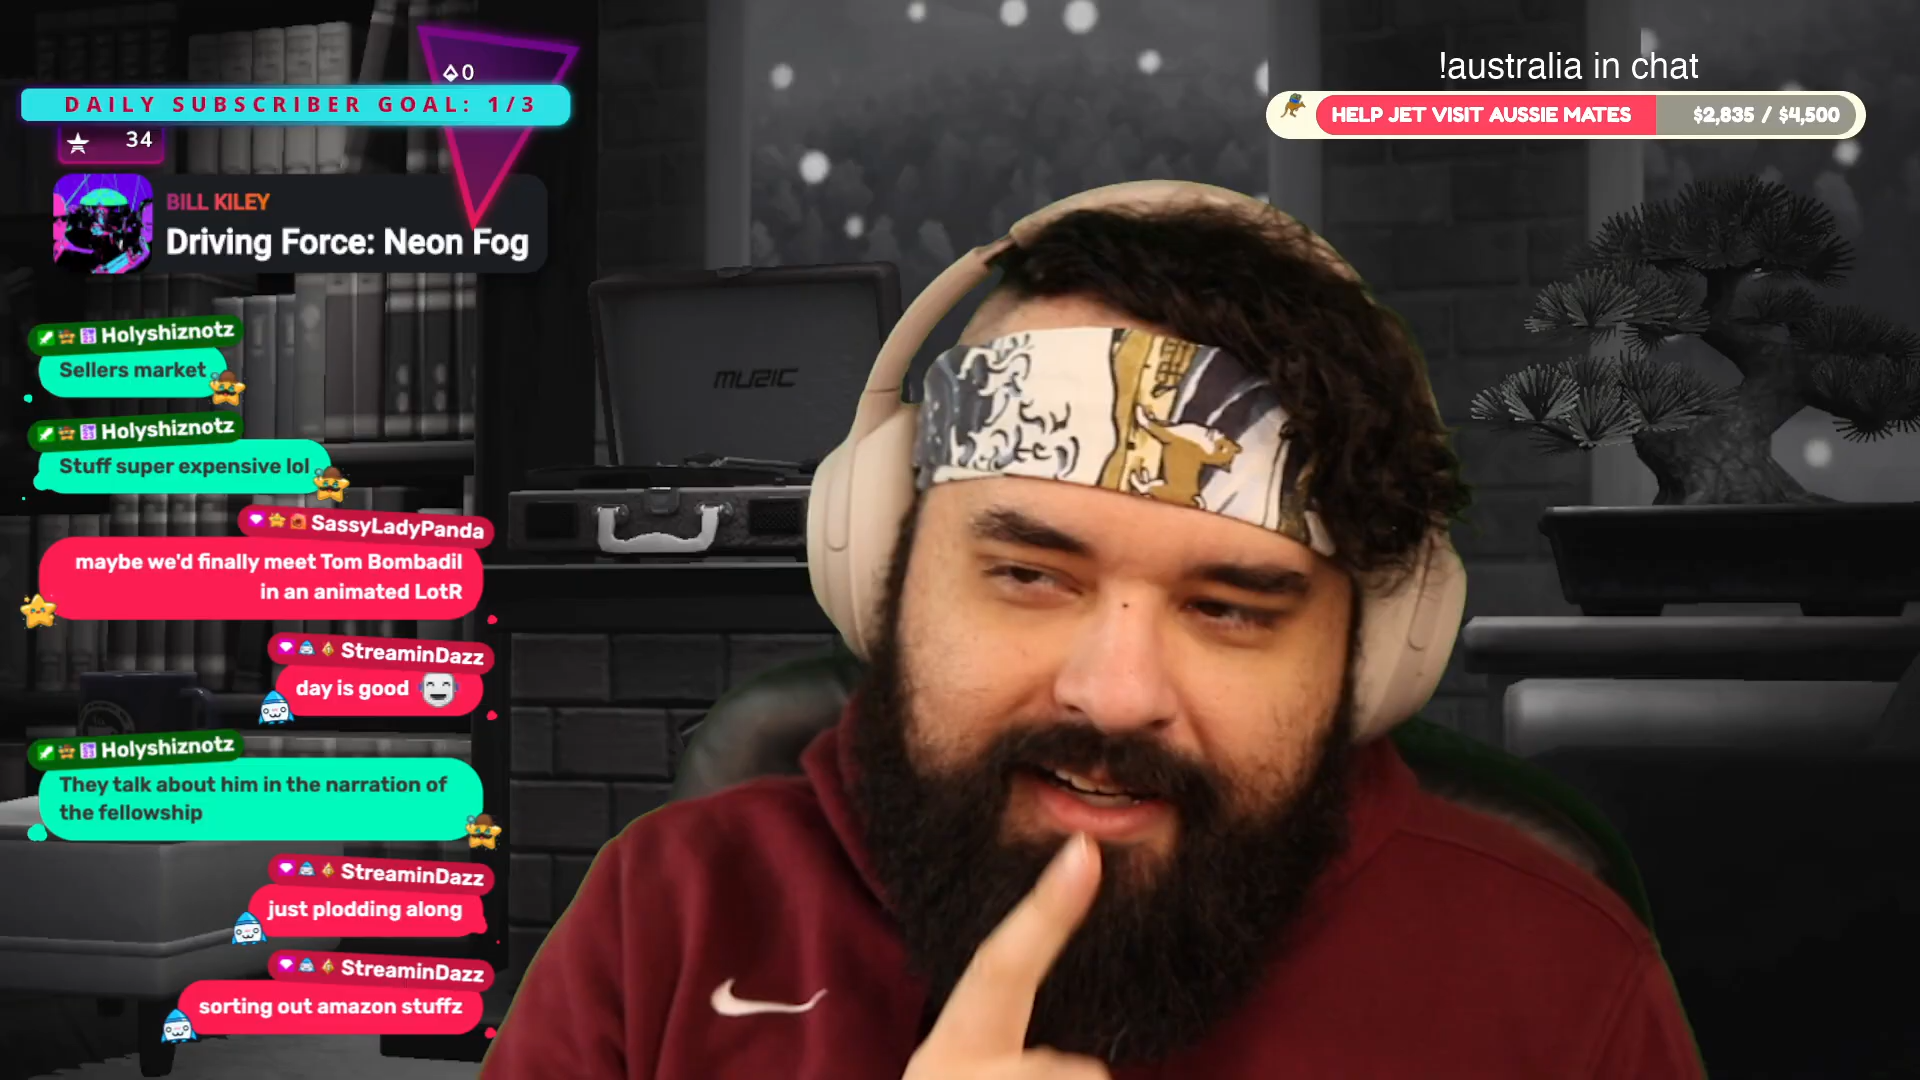 !australia in chat
0
DAILY SUBSCRIBER GOAL: 1/3
HELP JET VISIT AUSSIE MATES
$2,835 / $4,500
34
BILL KILEY
Driving Force: Neon Fog
Holyshiznotz
Sellers market
MUZIC
Holyshiznotz
Stuff super expensive lol
SassyLadyPanda
maybe we'd finally meet Tom Bombadil
in an animated LotR
StreaminDazz
day is good
Holyshiznotz
They talk about him in the narration of
the fellowship
StreaminDazz
just plodding along
StreaminDazz
sorting out amazon stuffz